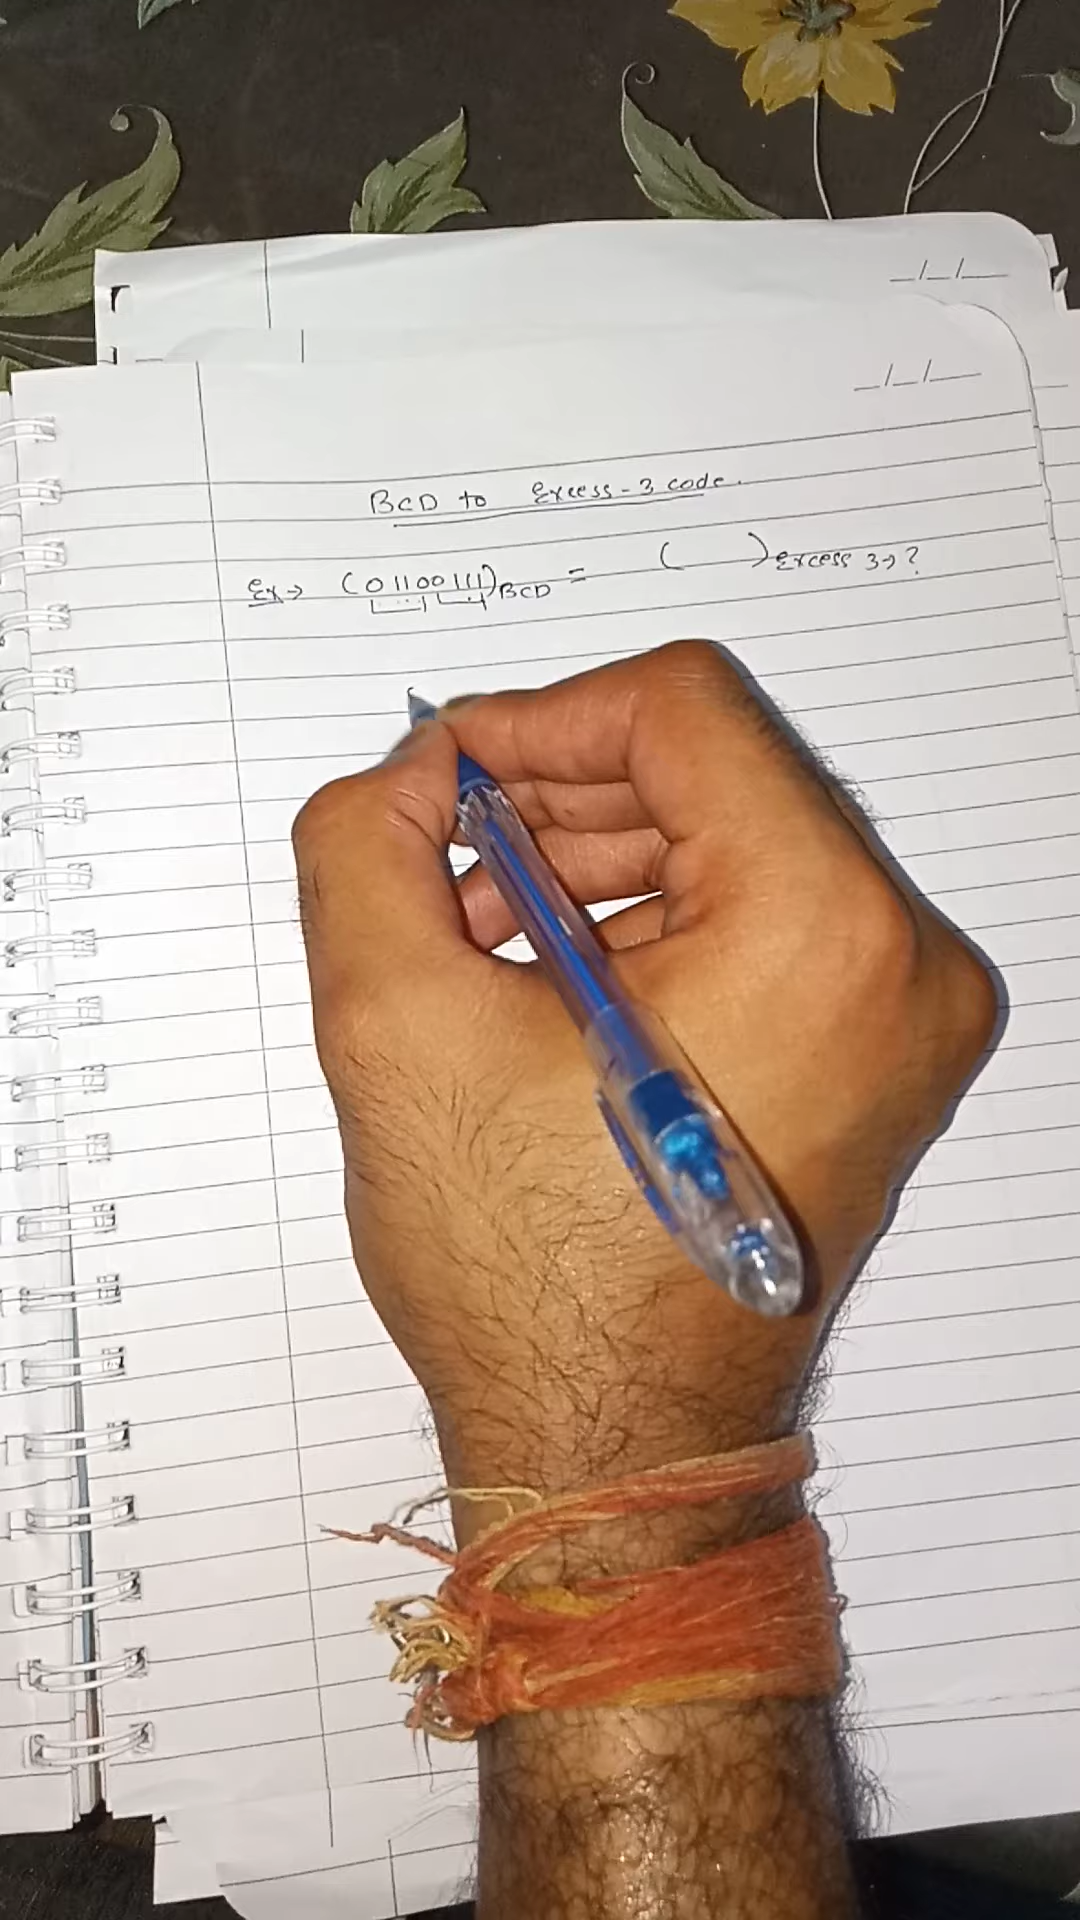 _/_/_
_/_/_
BCD to Excess-3 code.
Ex→ (01100111)BCD = ( )Excess 3→ ?